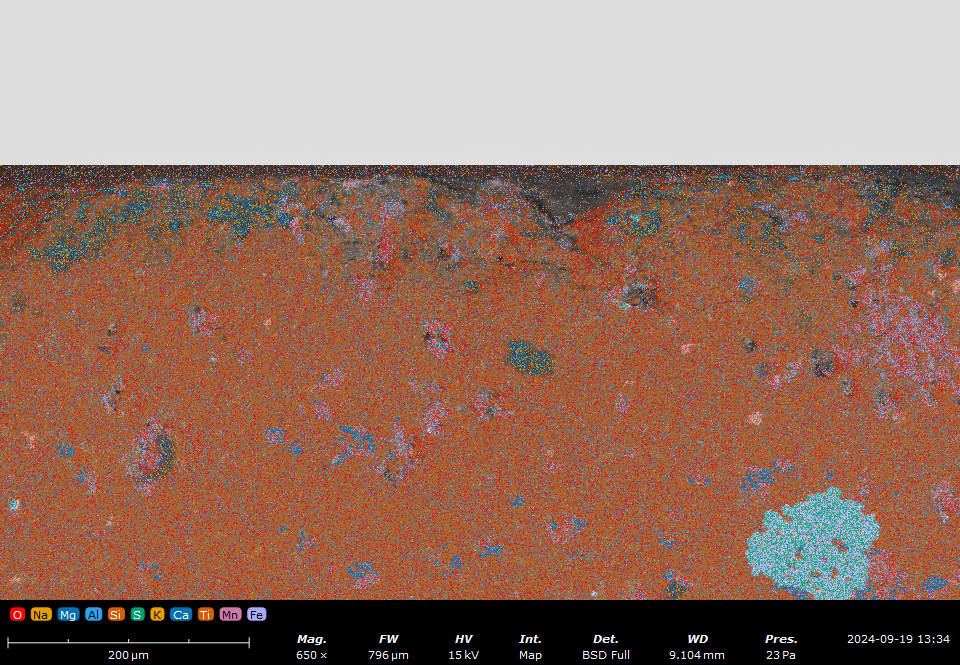 O Na Mg Al Si S K Ca Ti Mn Fe
Mag. FW HV Int. Det. WD Pres. 2024-09-19 13:34
200 µm 650 × 796 µm 15 kV Map BSD Full 9.104 mm 23 Pa